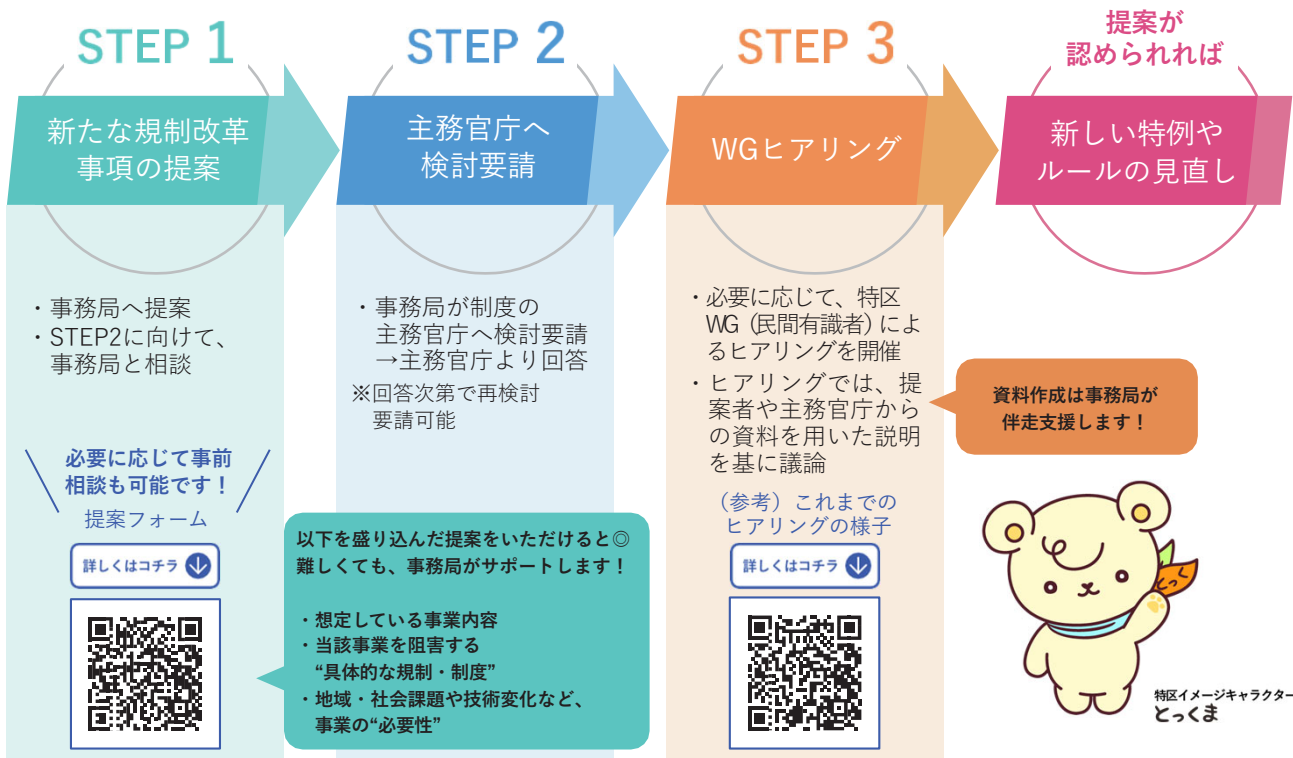 STEP 1
新たな規制改革
事項の提案
・事務局へ提案
・STEP2に向けて、
事務局と相談
必要に応じて事前
相談も可能です！
提案フォーム
詳しくはコチラ
以下を盛り込んだ提案をいただけると◎
難しくても、事務局がサポートします！
・想定している事業内容
・当該事業を阻害する
“具体的な規制・制度”
・地域・社会課題や技術変化など、
事業の“必要性”
STEP 2
主務官庁へ
検討要請
・事務局が制度の
主務官庁へ検討要請
→主務官庁より回答
※回答次第で再検討
要請可能
STEP 3
WGヒアリング
・必要に応じて、特区
WG（民間有識者）によ
るヒアリングを開催
・ヒアリングでは、提
案者や主務官庁から
の資料を用いた説明
を基に議論
（参考）これまでの
ヒアリングの様子
詳しくはコチラ
資料作成は事務局が
伴走支援します！
提案が
認められれば
新しい特例や
ルールの見直し
とっく
特区イメージキャラクター
とっくま